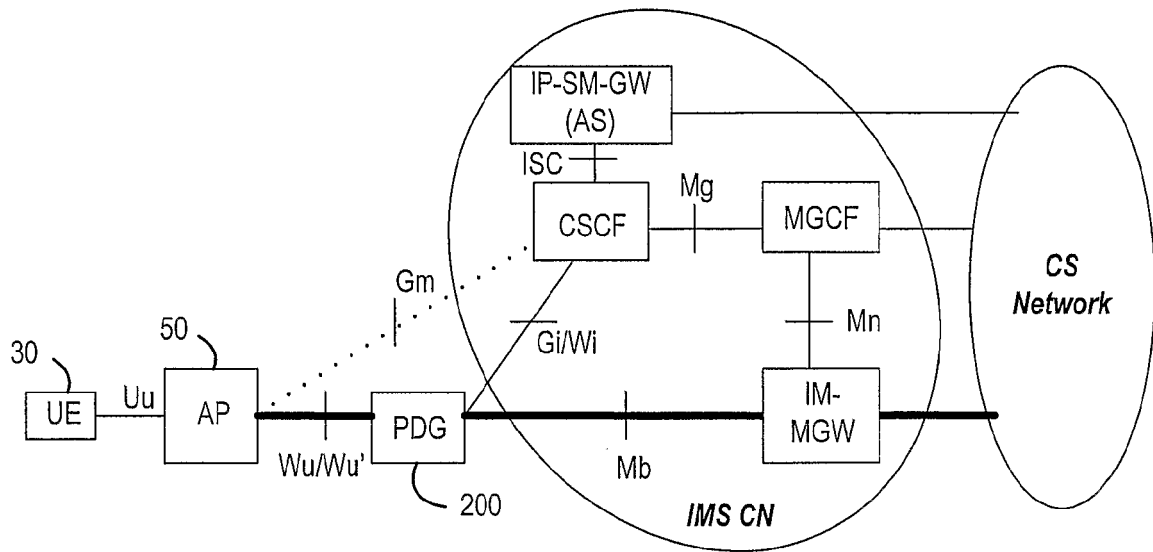 IP-SM-GW
(AS)
ISC
CSCF
Mg
MGCF
CS
Network
Gm
Gi/Wi
Mn
50
30
UE
Uu
AP
PDG
IM-
MGW
Wu/Wu'
200
Mb
IMS CN